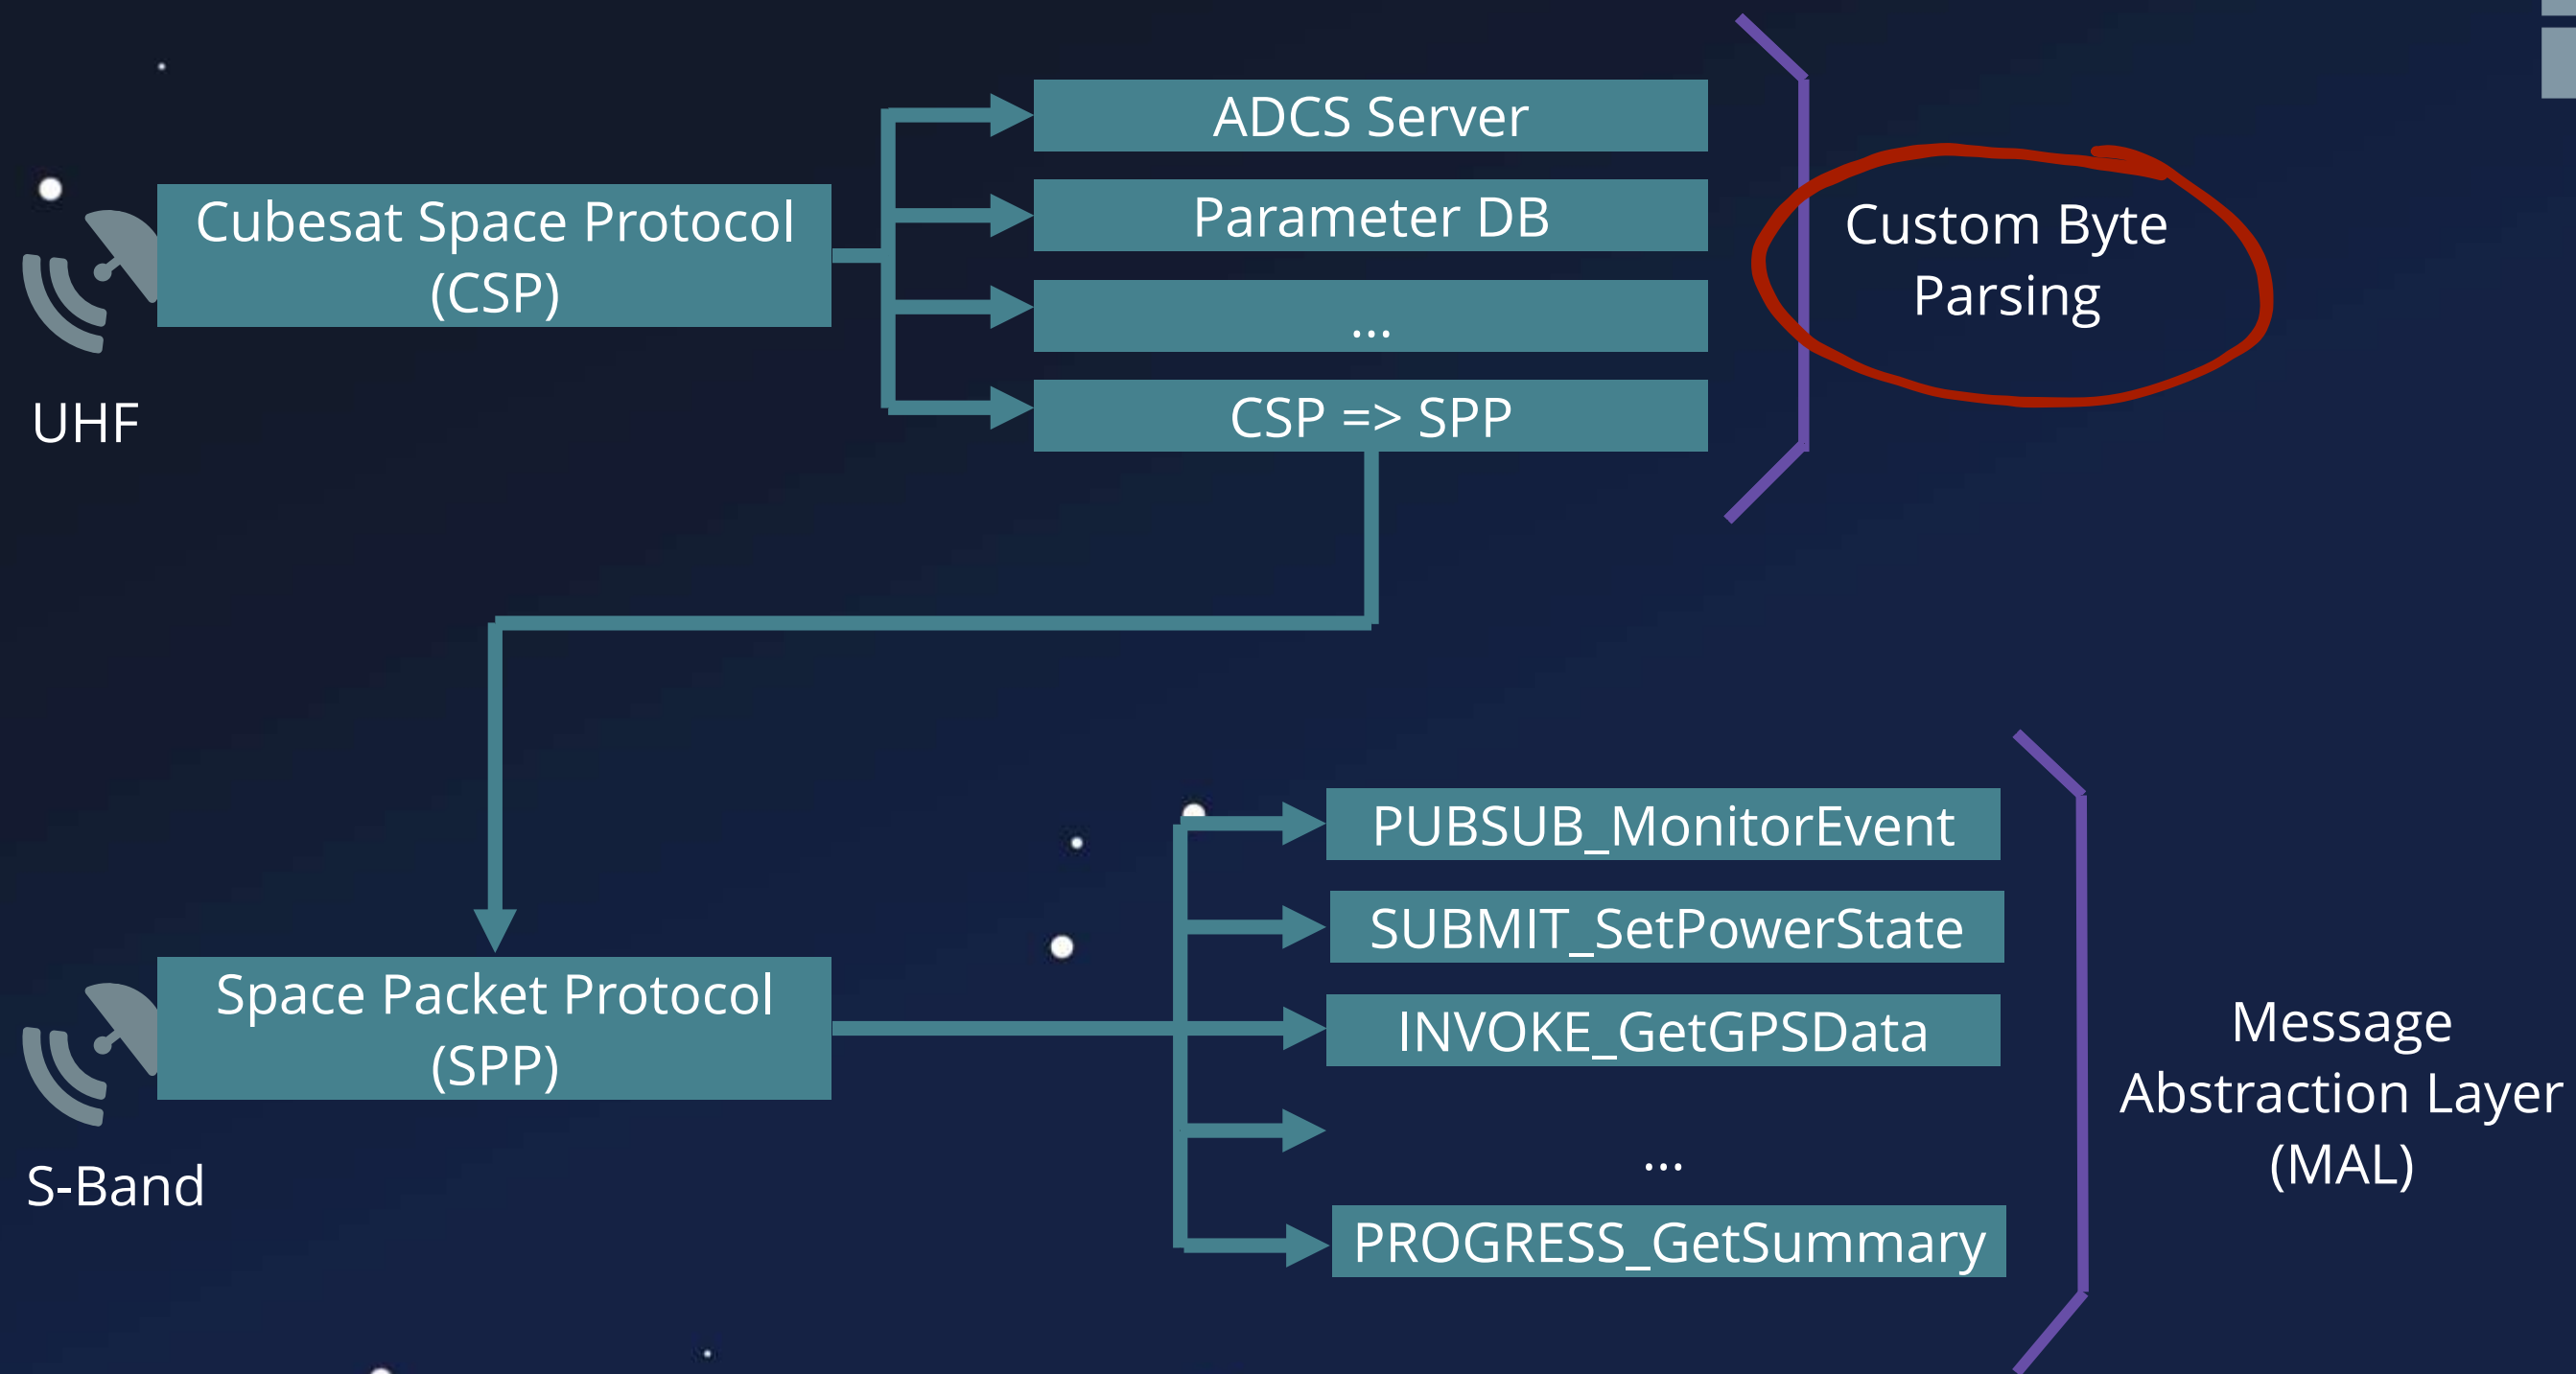 UHF
Cubesat Space Protocol
(CSP)
ADCS Server
Parameter DB
...
CSP => SPP
Custom Byte
Parsing
S-Band
Space Packet Protocol
(SPP)
PUBSUB_MonitorEvent
SUBMIT_SetPowerState
INVOKE_GetGPSData
...
PROGRESS_GetSummary
Message
Abstraction Layer
(MAL)